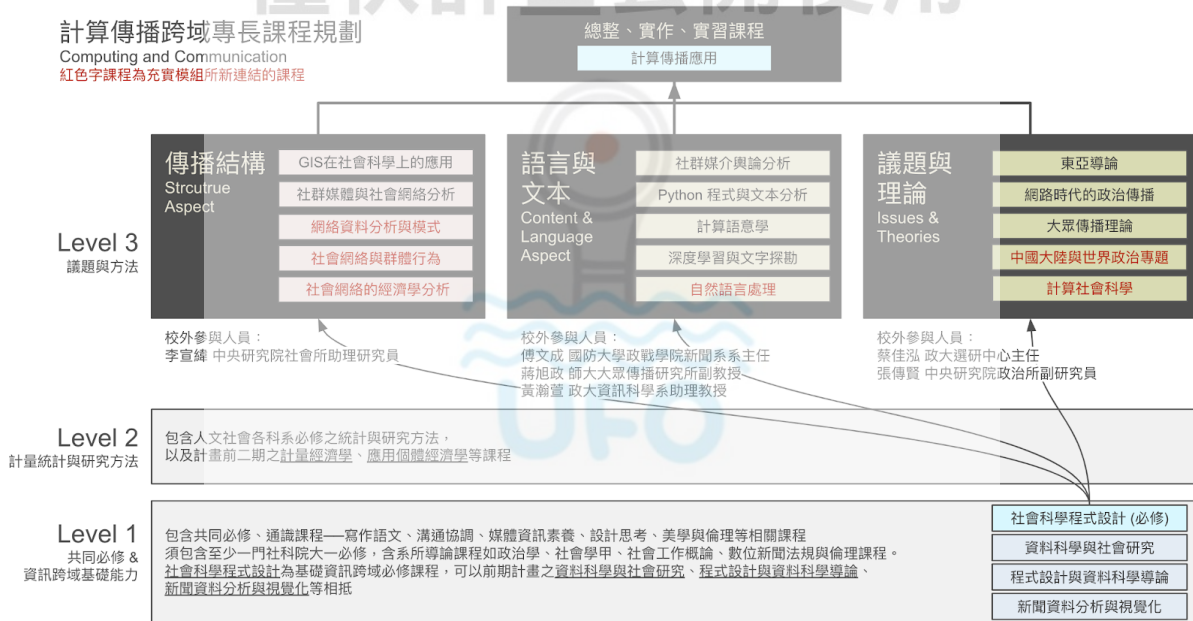 僅供計畫公開使用
計算傳播跨域專長課程規劃
Computing and Communication
紅色字課程為充實模組所新連結的課程
總整、實作、實習課程
計算傳播應用
Level 3
議題與方法
傳播結構
Strcutrue
Aspect
GIS在社會科學上的應用
社群媒體與社會網絡分析
網絡資料分析與模式
社會網絡與群體行為
社會網絡的經濟學分析
語言與
文本
Content &
Language
Aspect
社群媒介輿論分析
Python 程式與文本分析
計算語意學
深度學習與文字探勘
自然語言處理
議題與
理論
Issues &
Theories
東亞導論
網路時代的政治傳播
大眾傳播理論
中國大陸與世界政治專題
計算社會科學
校外參與人員：
李宣緯 中央研究院社會所助理研究員
校外參與人員：
傅文成 國防大學政戰學院新聞系系主任
蔣旭政 師大大眾傳播研究所副教授
黃瀚萱 政大資訊科學系助理教授
校外參與人員：
蔡佳泓 政大選研中心主任
張傳賢 中央研究院政治所副研究員
Level 2
計量統計與研究方法
包含人文社會各科系必修之統計與研究方法，
以及計畫前二期之計量經濟學、應用個體經濟學等課程
Level 1
共同必修 &
資訊跨域基礎能力
包含共同必修、通識課程──寫作語文、溝通協調、媒體資訊素養、設計思考、美學與倫理等相關課程
須包含至少一門社科院大一必修，含系所導論課程如政治學、社會學甲、社會工作概論、數位新聞法規與倫理課程。
社會科學程式設計為基礎資訊跨域必修課程，可以前期計畫之資料科學與社會研究、程式設計與資料科學導論、
新聞資料分析與視覺化等相抵
社會科學程式設計 (必修)
資料科學與社會研究
程式設計與資料科學導論
新聞資料分析與視覺化
UFO